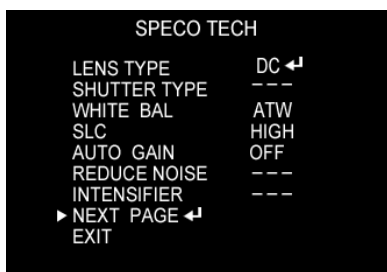 SPECO TECH
LENS TYPE DC ↵
SHUTTER TYPE ---
WHITE BAL ATW
SLC HIGH
AUTO GAIN OFF
REDUCE NOISE ---
INTENSIFIER ---
► NEXT PAGE ↵
EXIT